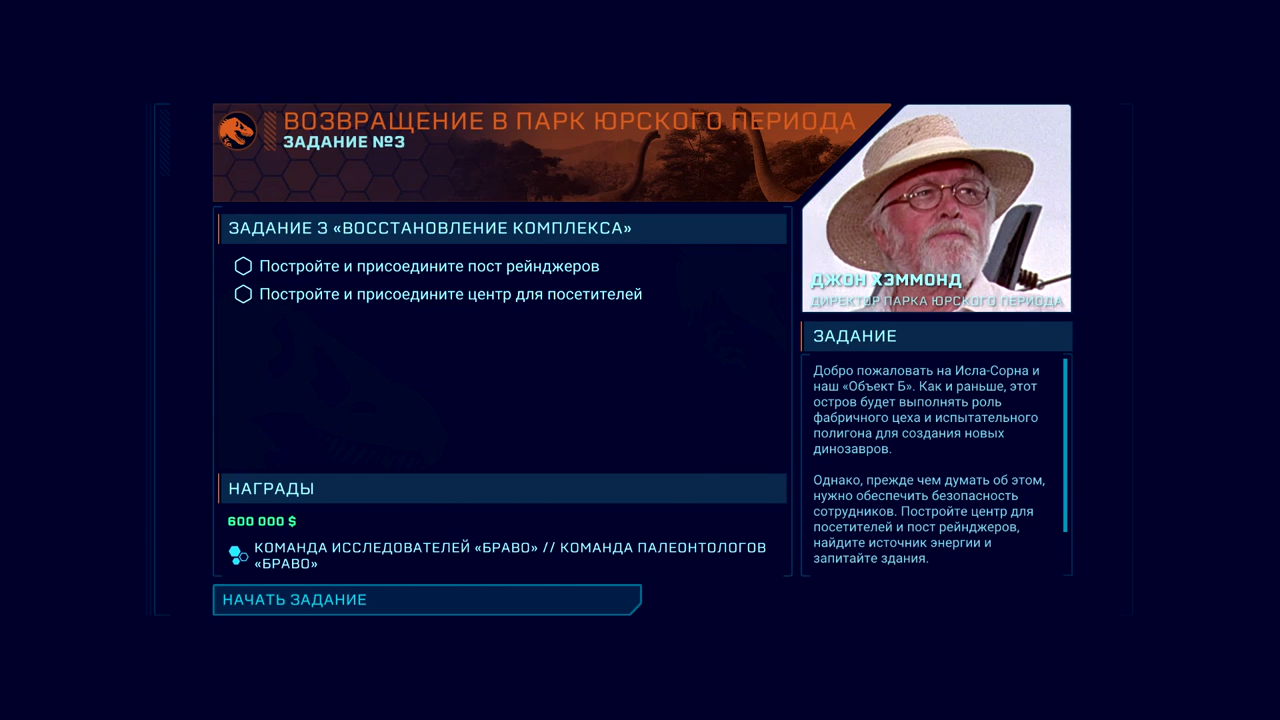 ВОЗВРАЩЕНИЕ В ПАРК ЮРСКОГО ПЕРИОДА
ЗАДАНИЕ №3
ЗАДАНИЕ 3 «ВОССТАНОВЛЕНИЕ КОМПЛЕКСА»
Постройте и присоедините пост рейнджеров
Постройте и присоедините центр для посетителей
НАГРАДЫ
600 000 $
КОМАНДА ИССЛЕДОВАТЕЛЕЙ «БРАВО» // КОМАНДА ПАЛЕОНТОЛОГОВ
«БРАВО»
НАЧАТЬ ЗАДАНИЕ
ДЖОН ХЭММОНД
ДИРЕКТОР ПАРКА ЮРСКОГО ПЕРИОДА
ЗАДАНИЕ
Добро пожаловать на Исла-Сорна и
наш «Объект Б». Как и раньше, этот
остров будет выполнять роль
фабричного цеха и испытательного
полигона для создания новых
динозавров.
Однако, прежде чем думать об этом,
нужно обеспечить безопасность
сотрудников. Постройте центр для
посетителей и пост рейнджеров,
найдите источник энергии и
запитайте здания.